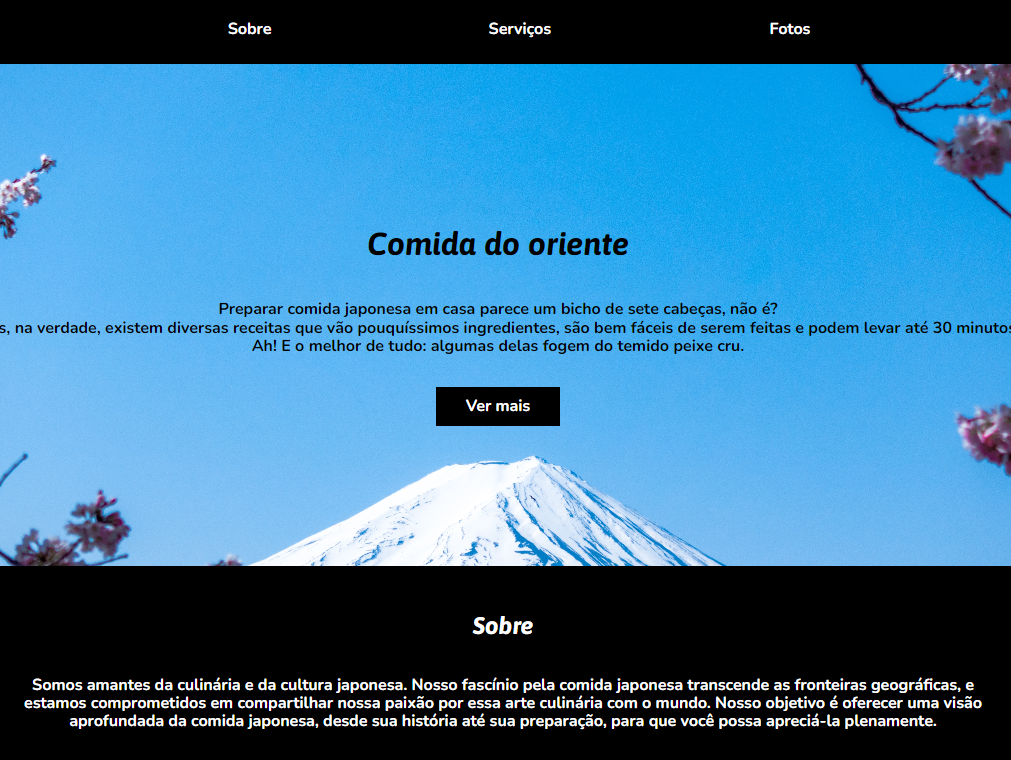 Sobre
Serviços
Fotos
Comida do oriente
Preparar comida japonesa em casa parece um bicho de sete cabeças, não é?
na verdade, existem diversas receitas que vão pouquíssimos ingredientes, são bem fáceis de serem feitas e podem levar até 30 minutos
Ah! E o melhor de tudo: algumas delas fogem do temido peixe cru.
Ver mais
Sobre
Somos amantes da culinária e da cultura japonesa. Nosso fascínio pela comida japonesa transcende as fronteiras geográficas, e
estamos comprometidos em compartilhar nossa paixão por essa arte culinária com o mundo. Nosso objetivo é oferecer uma visão
aprofundada da comida japonesa, desde sua história até sua preparação, para que você possa apreciá-la plenamente.